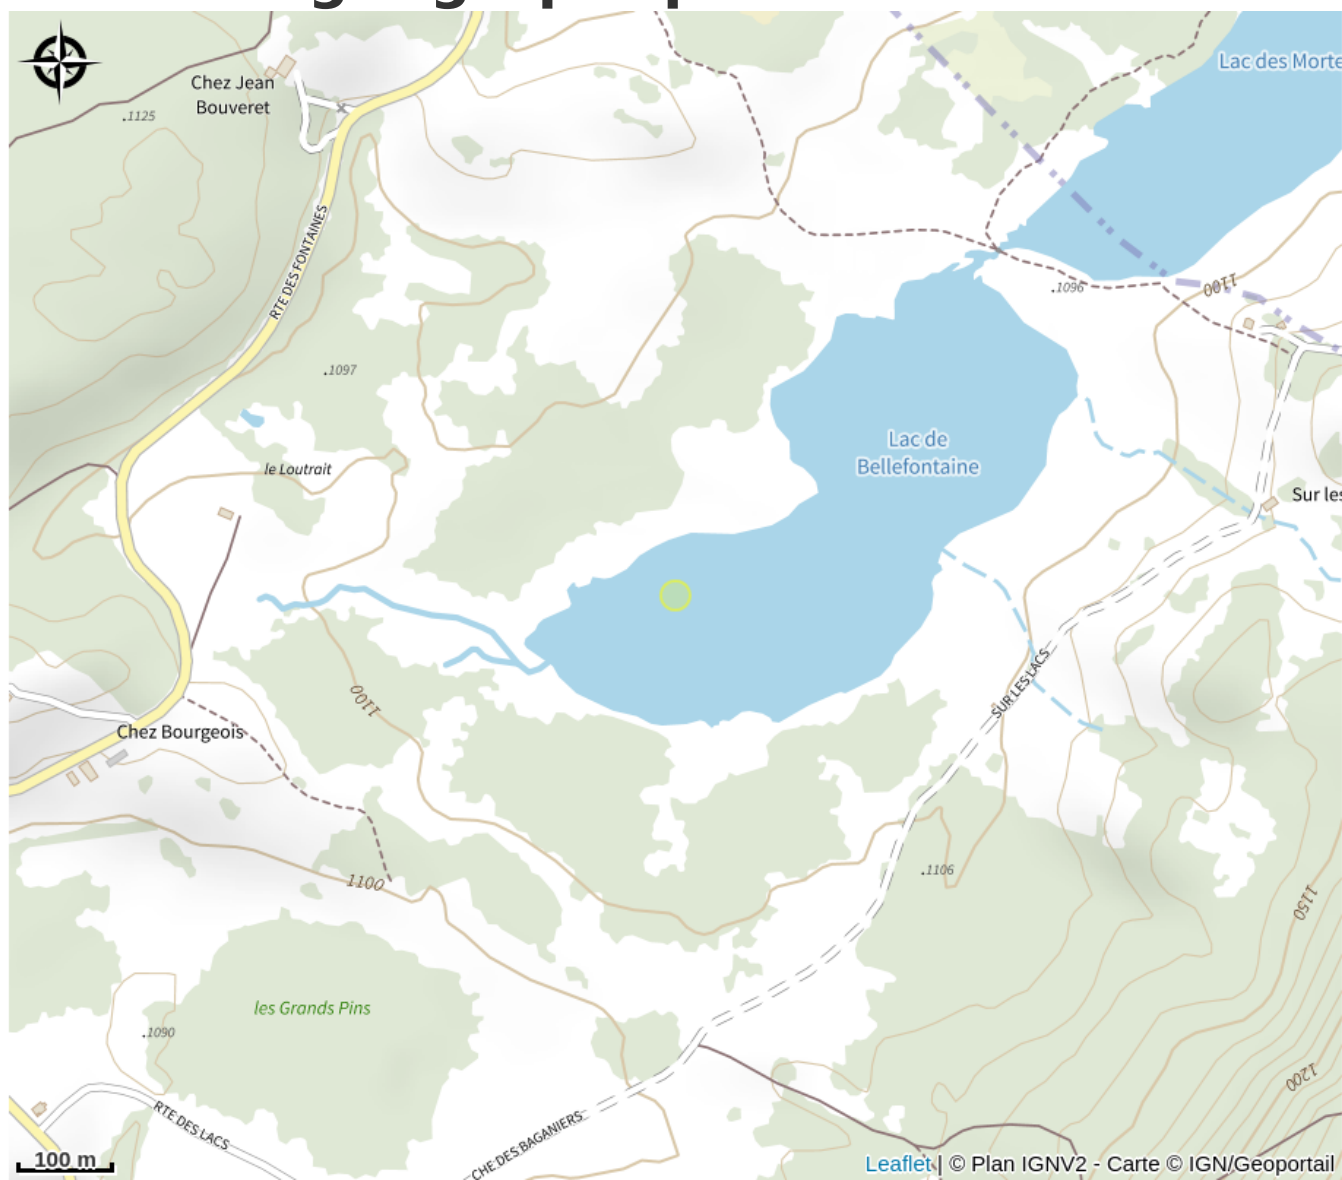 Lac des Morte
Chez Jean
Bouveret
.1125
RTE DES FONTAINES
1100
.1096
.1097
Lac de
Bellefontaine
le Loutrait
Sur les
SUR LES LACS
1100
Chez Bourgeois
1100
.1106
1150
les Grands Pins
.1090
1200
RTE DES LACS
CHE DES BAGANIERS
100 m
Leaflet | © Plan IGNV2 - Carte © IGN/Geoportail